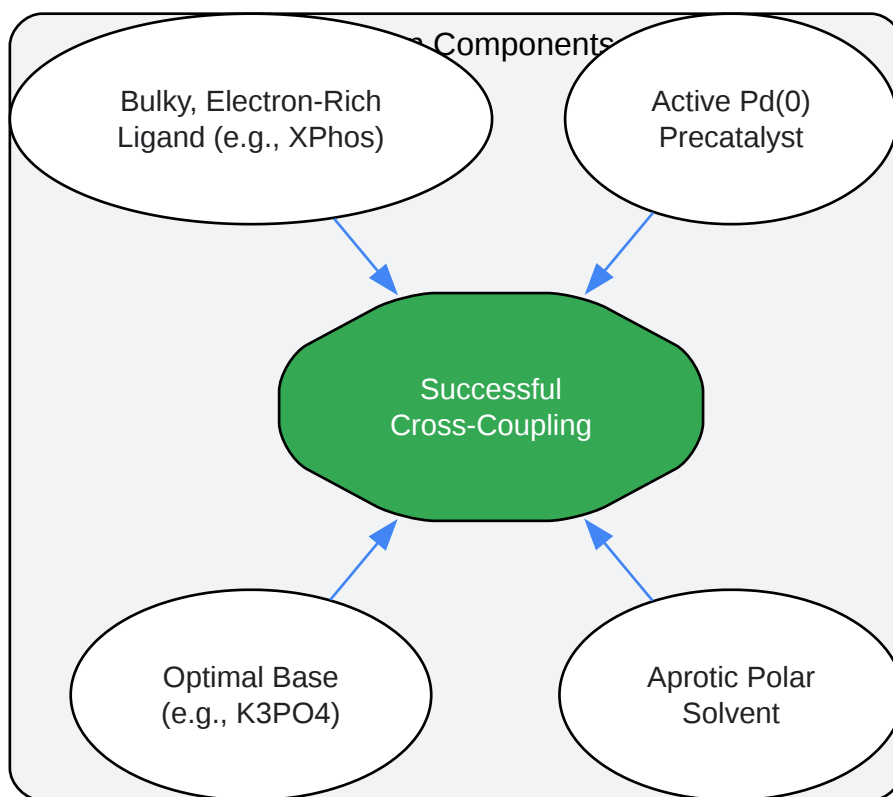 Components
Bulky, Electron-Rich
Ligand (e.g., XPhos)
Active Pd(0)
Precatalyst
Successful
Cross-Coupling
Optimal Base
(e.g., K3PO4)
Aprotic Polar
Solvent